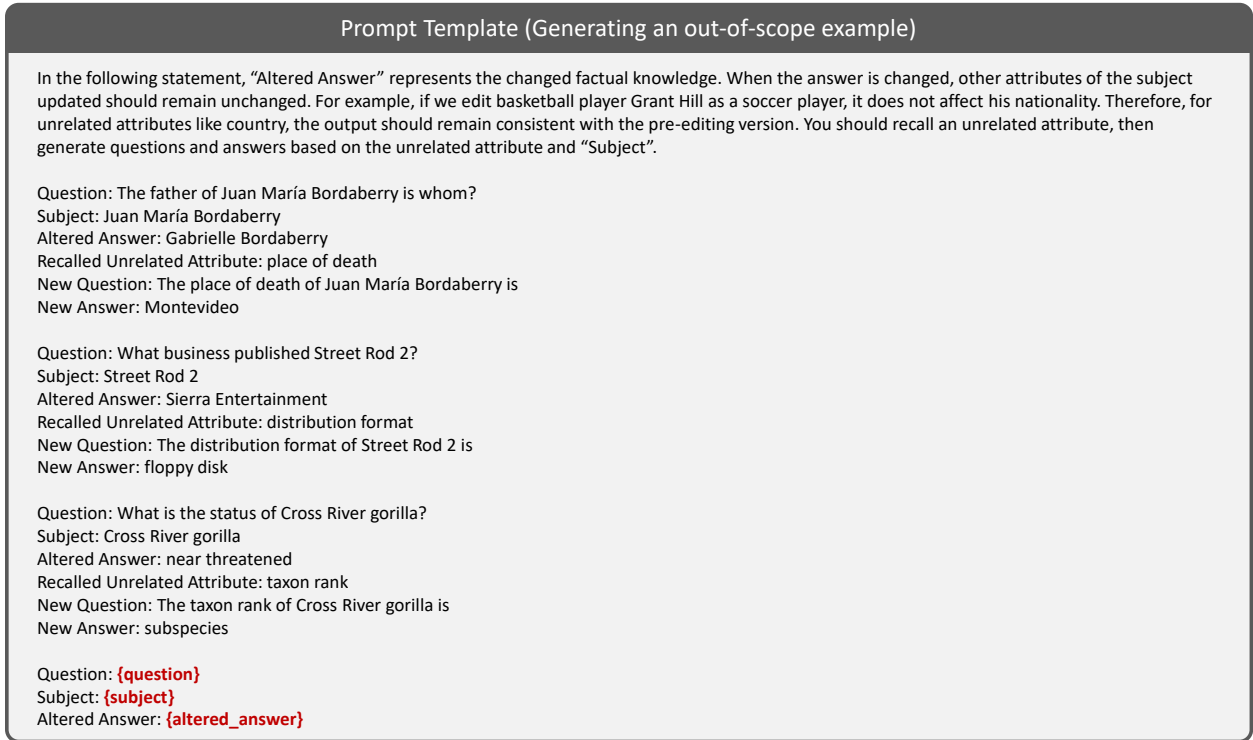 Prompt Template (Generating an out-of-scope example)
In the following statement, “Altered Answer” represents the changed factual knowledge. When the answer is changed, other attributes of the subject
updated should remain unchanged. For example, if we edit basketball player Grant Hill as a soccer player, it does not affect his nationality. Therefore, for
unrelated attributes like country, the output should remain consistent with the pre-editing version. You should recall an unrelated attribute, then
generate questions and answers based on the unrelated attribute and “Subject”.
Question: The father of Juan María Bordaberry is whom?
Subject: Juan María Bordaberry
Altered Answer: Gabrielle Bordaberry
Recalled Unrelated Attribute: place of death
New Question: The place of death of Juan María Bordaberry is
New Answer: Montevideo
Question: What business published Street Rod 2?
Subject: Street Rod 2
Altered Answer: Sierra Entertainment
Recalled Unrelated Attribute: distribution format
New Question: The distribution format of Street Rod 2 is
New Answer: floppy disk
Question: What is the status of Cross River gorilla?
Subject: Cross River gorilla
Altered Answer: near threatened
Recalled Unrelated Attribute: taxon rank
New Question: The taxon rank of Cross River gorilla is
New Answer: subspecies
Question: {question}
Subject: {subject}
Altered Answer: {altered_answer}